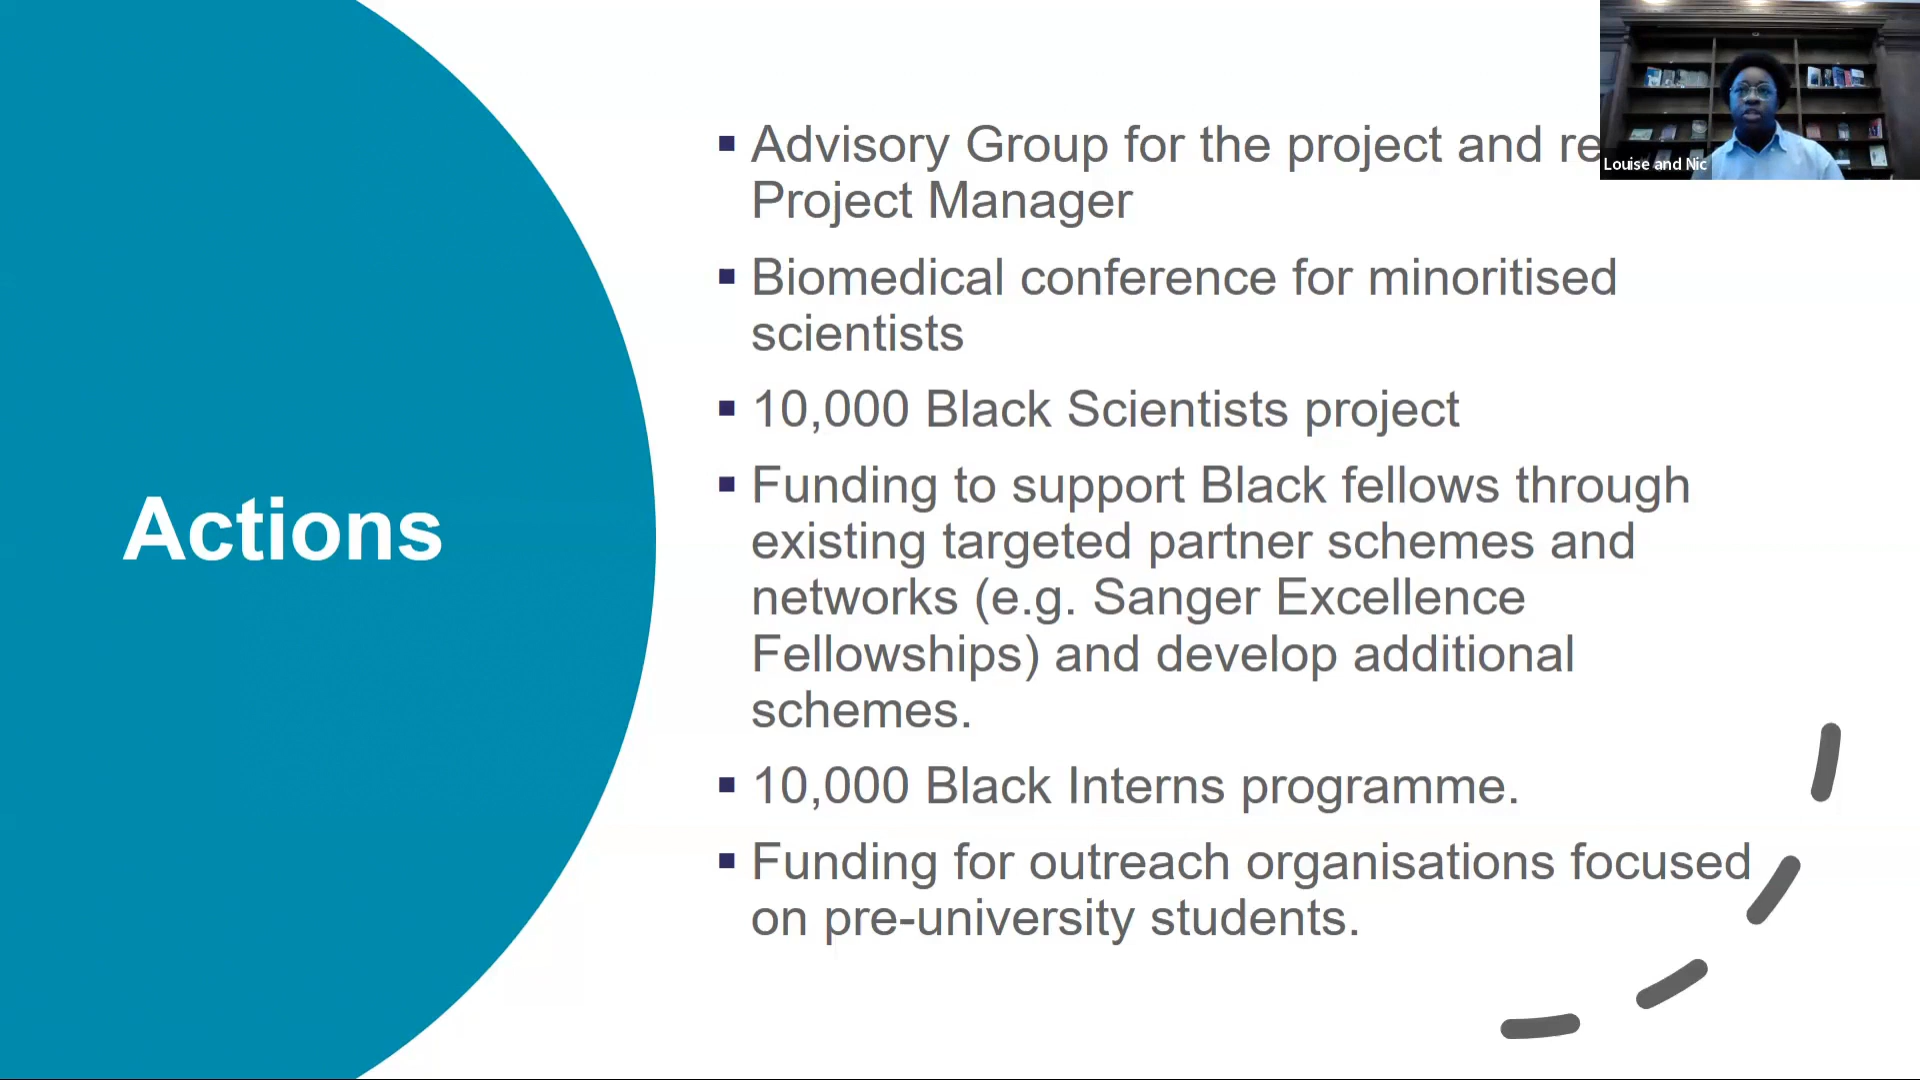 Actions
Advisory Group for the project and
Project Manager
Biomedical conference for minoritised
scientists
10,000 Black Scientists project
Funding to support Black fellows through
existing targeted partner schemes and
networks (e.g. Sanger Excellence
Fellowships) and develop additional
schemes.
10,000 Black Interns programme.
Funding for outreach organisations focused
on pre-university students.
Louise and Nic